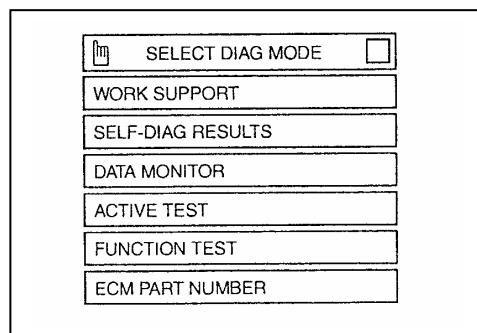 SELECT DIAG MODE
WORK SUPPORT
SELF-DIAG RESULTS
DATA MONITOR
ACTIVE TEST
FUNCTION TEST
ECM PART NUMBER